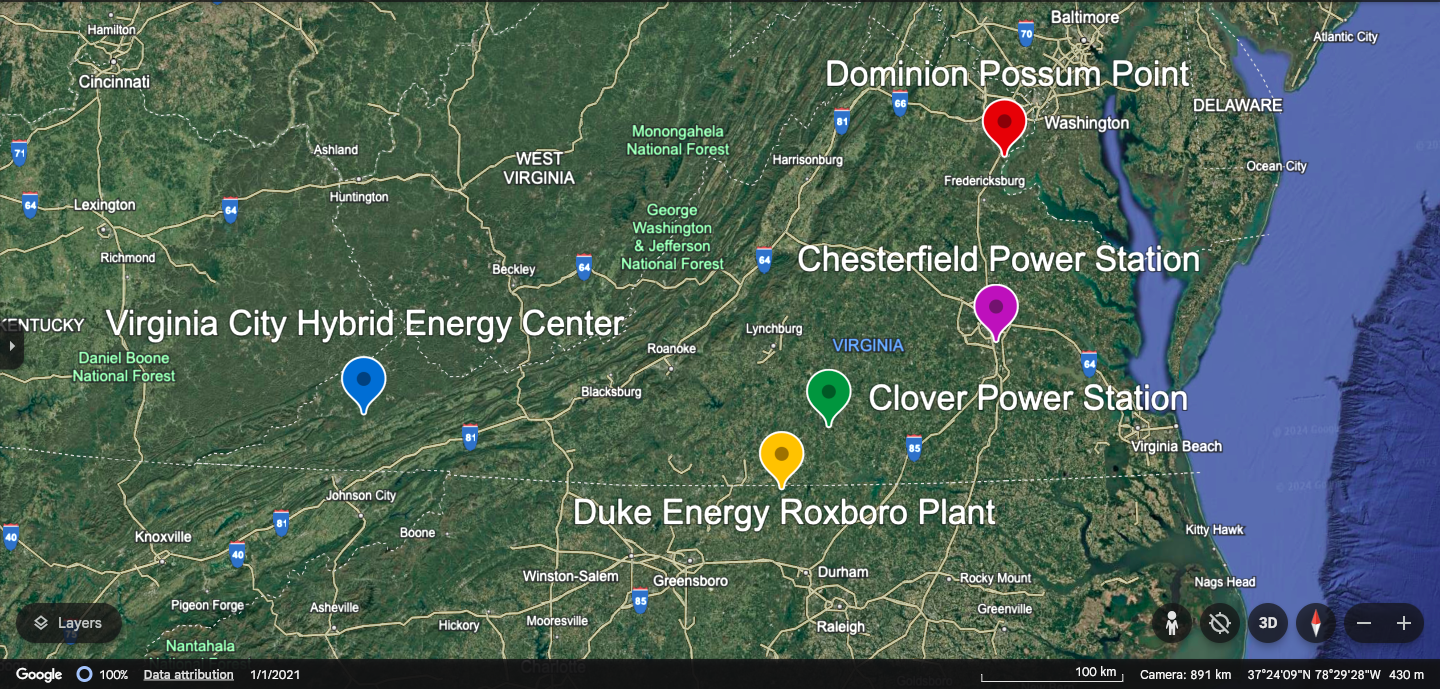 Hamilton
Baltimore
70
Atlantic City
Cincinnati
Dominion Possum Point
66
DELAWARE
81
Washington
Monongahela
National Forest
71
Ashland
WEST
VIRGINIA
Harrisonburg
Ocean City
Fredericksburg
64
Lexington
64
Huntington
George
Washington
& Jefferson
National Forest
Richmond
Beckley
64
64
Chesterfield Power Station
KENTUCKY
Virginia City Hybrid Energy Center
Lynchburg
VIRGINIA
Roanoke
Daniel Boone
National Forest
64
Blacksburg
Clover Power Station
81
85
Virginia Beach
Johnson City
Duke Energy Roxboro Plant
81
Boone
40
Knoxville
40
Kitty Hawk
Winston-Salem
Greensboro
Durham
Rocky Mount
Nags Head
Pigeon Forge
Asheville
85
Mooresville
Hickory
Raleigh
Greenville
Layers
3D
Nantahala
Google
100%
Data attribution
1/1/2021
100 km
Camera: 891 km
37°24'09"N 78°29'28"W
430 m